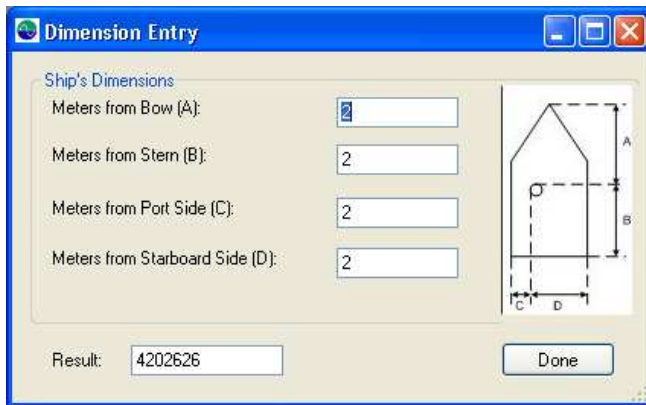 Dimension Entry
Ship's Dimensions
Meters from Bow (A): 2
Meters from Stern (B): 2
Meters from Port Side (C): 2
Meters from Starboard Side (D): 2
A
B
C D
Result: 4202626 Done